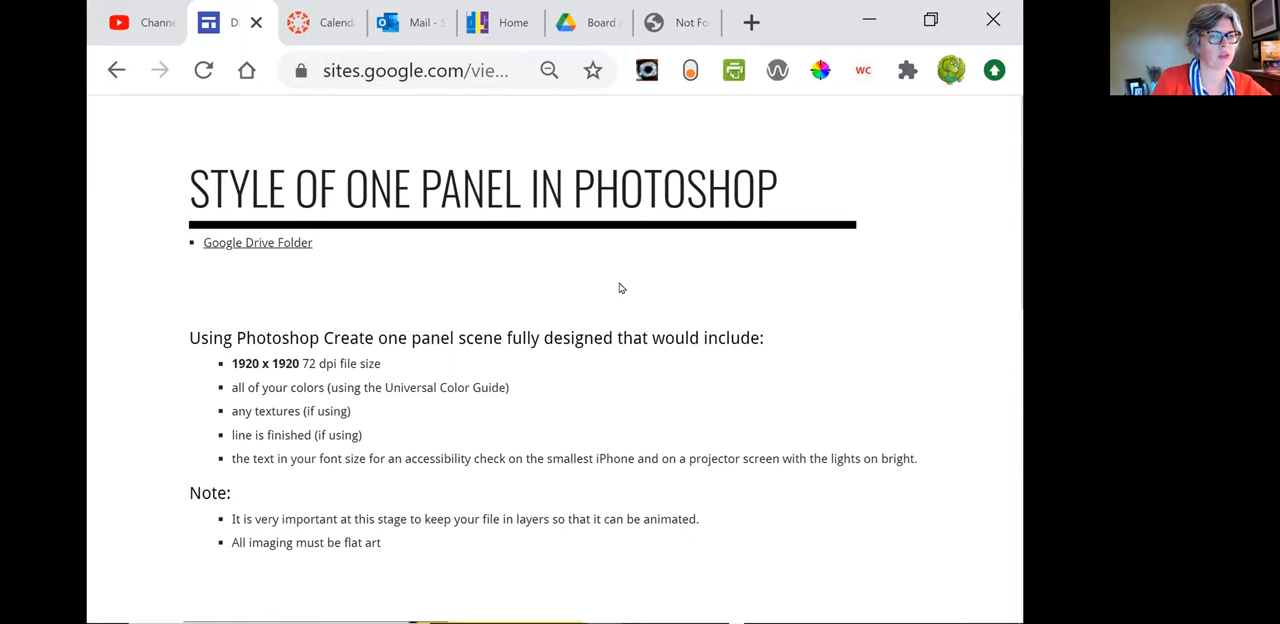 Channe
D
Calend
Mail - S
Home
Board
Not Fo
sites.google.com/vie...
WC
STYLE OF ONE PANEL IN PHOTOSHOP
Google Drive Folder
Using Photoshop Create one panel scene fully designed that would include:
1920 x 1920 72 dpi file size
all of your colors (using the Universal Color Guide)
any textures (if using)
line is finished (if using)
the text in your font size for an accessibility check on the smallest iPhone and on a projector screen with the lights on bright.
Note:
It is very important at this stage to keep your file in layers so that it can be animated.
All imaging must be flat art